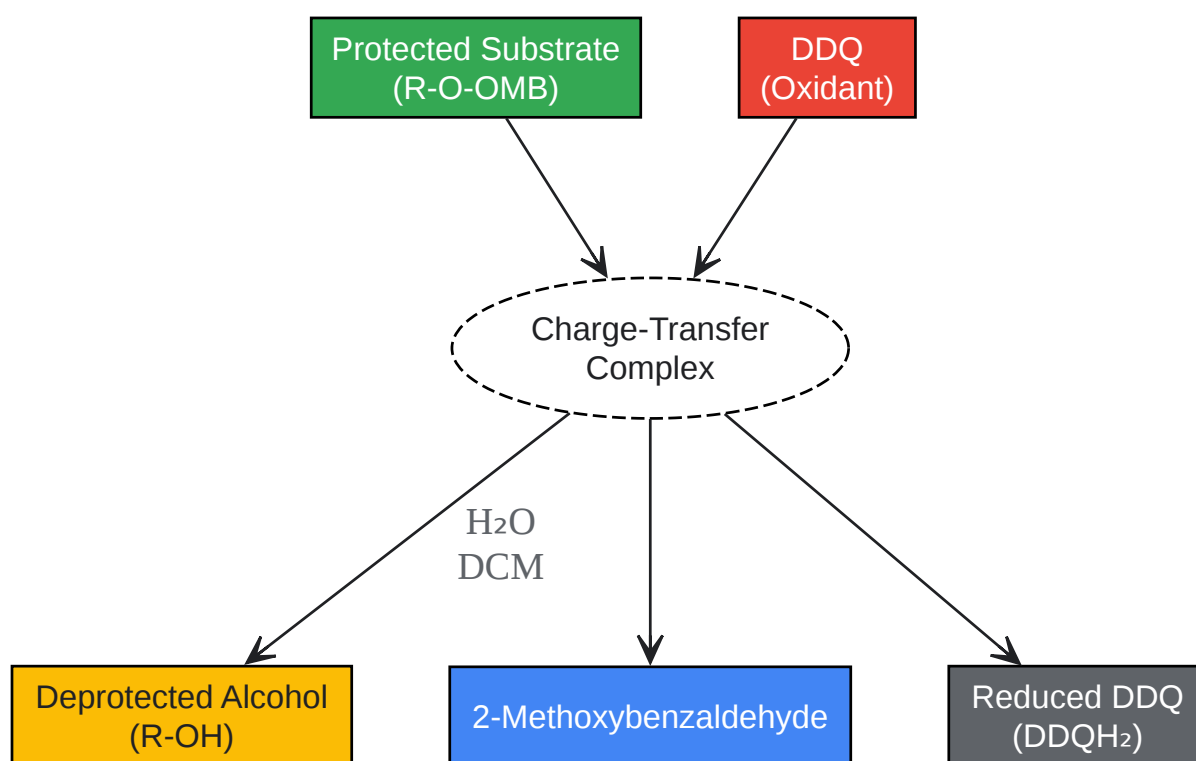 Protected Substrate
(R-O-OMB)
DDQ
(Oxidant)
Charge-Transfer
Complex
H₂O
DCM
Deprotected Alcohol
(R-OH)
2-Methoxybenzaldehyde
Reduced DDQ
(DDQH₂)